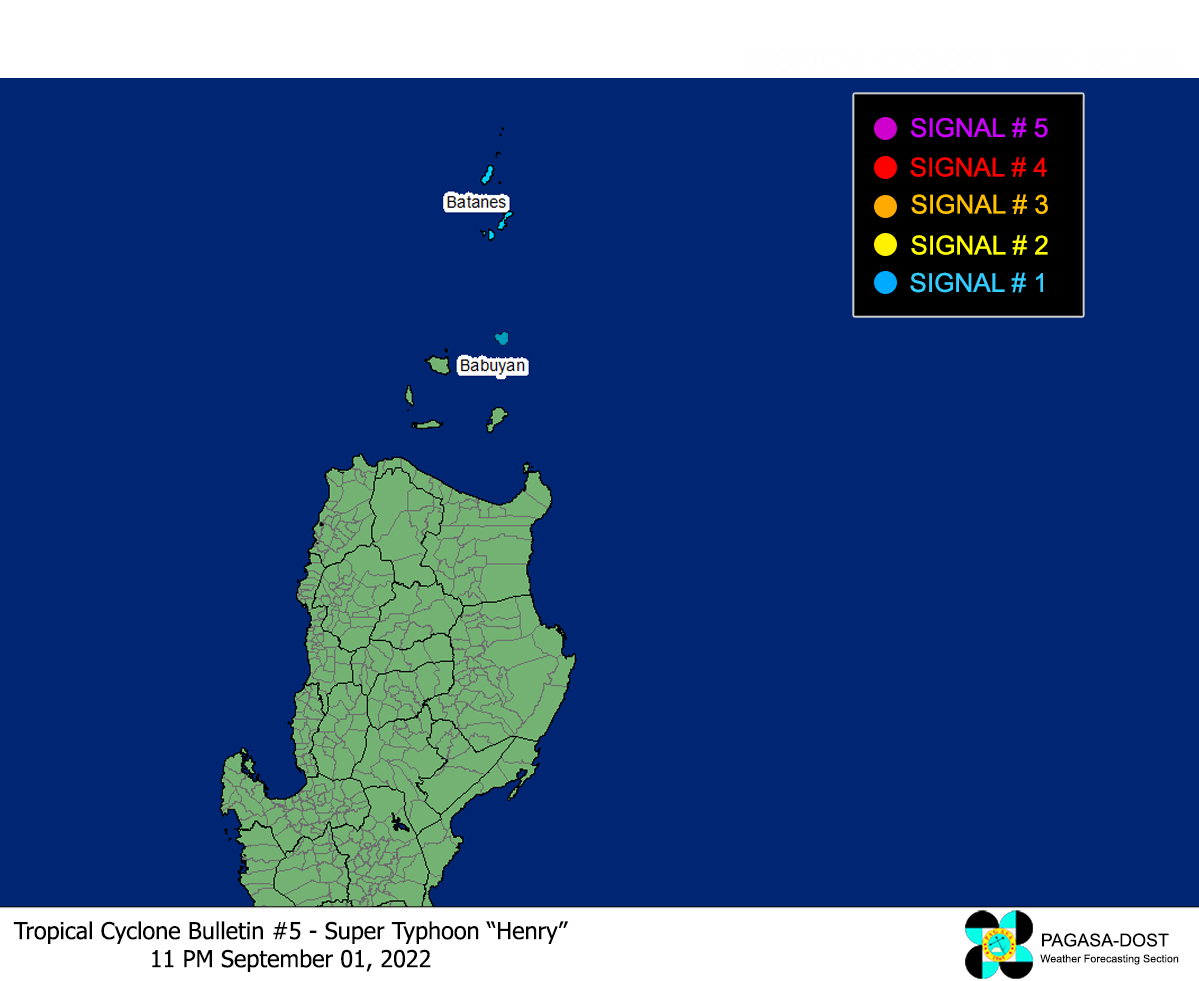 SIGNAL # 5
SIGNAL # 4
SIGNAL # 3
SIGNAL # 2
SIGNAL # 1
Batanes
Babuyan
Tropical Cyclone Bulletin #5 - Super Typhoon “Henry”
11 PM September 01, 2022
PAGASA
PAGASA-DOST
Weather Forecasting Section